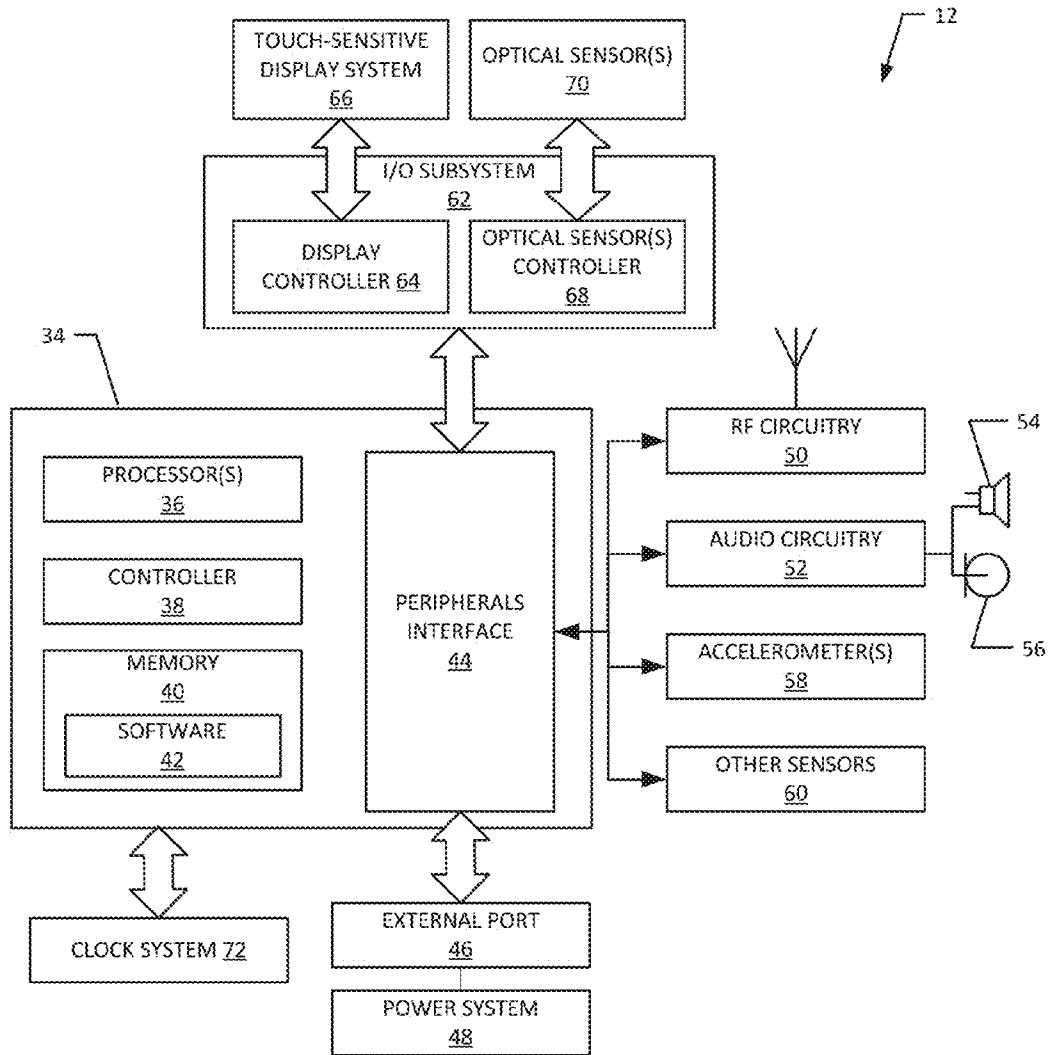 12
TOUCH-SENSITIVE
DISPLAY SYSTEM
66
OPTICAL SENSOR(S)
70
I/O SUBSYSTEM
62
DISPLAY
CONTROLLER 64
OPTICAL SENSOR(S)
CONTROLLER
68
34
PROCESSOR(S)
36
CONTROLLER
38
MEMORY
40
SOFTWARE
42
PERIPHERALS
INTERFACE
44
RF CIRCUITRY
50
AUDIO CIRCUITRY
52
54
56
ACCELEROMETER(S)
58
OTHER SENSORS
60
CLOCK SYSTEM 72
EXTERNAL PORT
46
POWER SYSTEM
48